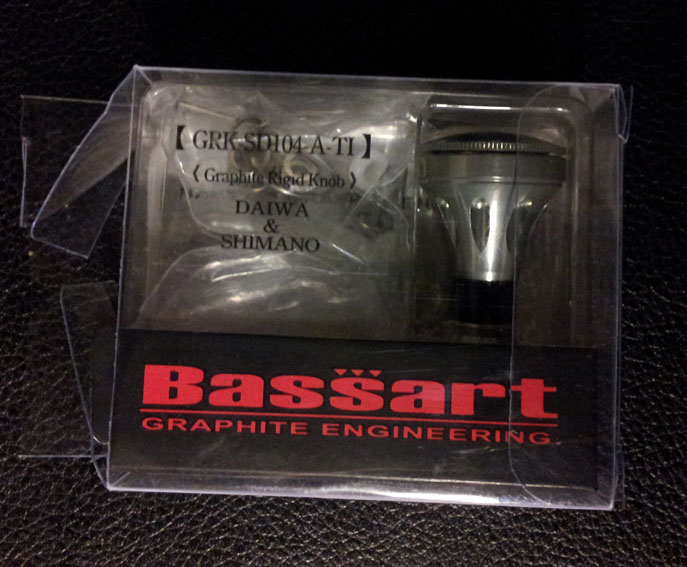 【 GRK-SD104-A-TI 】
《 Graphite Rigid Knob 》
DAIWA
&
SHIMANO
Bassart
GRAPHITE ENGINEERING